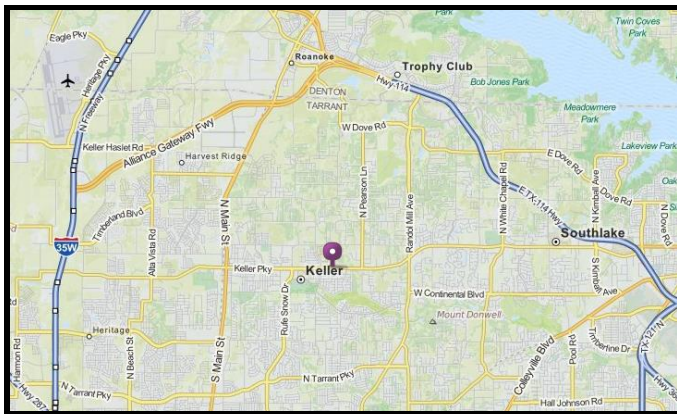 Twin Coves
Park
Eagle Pky
Heritage Pky
Roanoke
Trophy Club
Hwy 114
Bob Jones Park
N Freeway
DENTON
TARRANT
Meadowmere
Park
W Dove Rd
Keller Haslet Rd
Alliance Gateway Fwy
Lakeview Park
Harvest Ridge
E Dove Rd
N Pearson Ln
Randol Mill Ave
N White Chapel Rd
N Kimball Ave
E TX-114 Hwy
N Dove
N Main St
Timberland Blvd
35W
Alta Vista Rd
Southlake
Keller Pky
Keller
S Kimball Ave
Rufe Snow Dr
W Continental Blvd
Mount Donwell
Heritage
N Beach St
S Main St
Harmon Rd
Colleyville Blvd
Pool Rd
Timberline Dr
TX-121 N
N Tarrant Pky
N Tarrant Pky
Hwy 287
Hall Johnson Rd